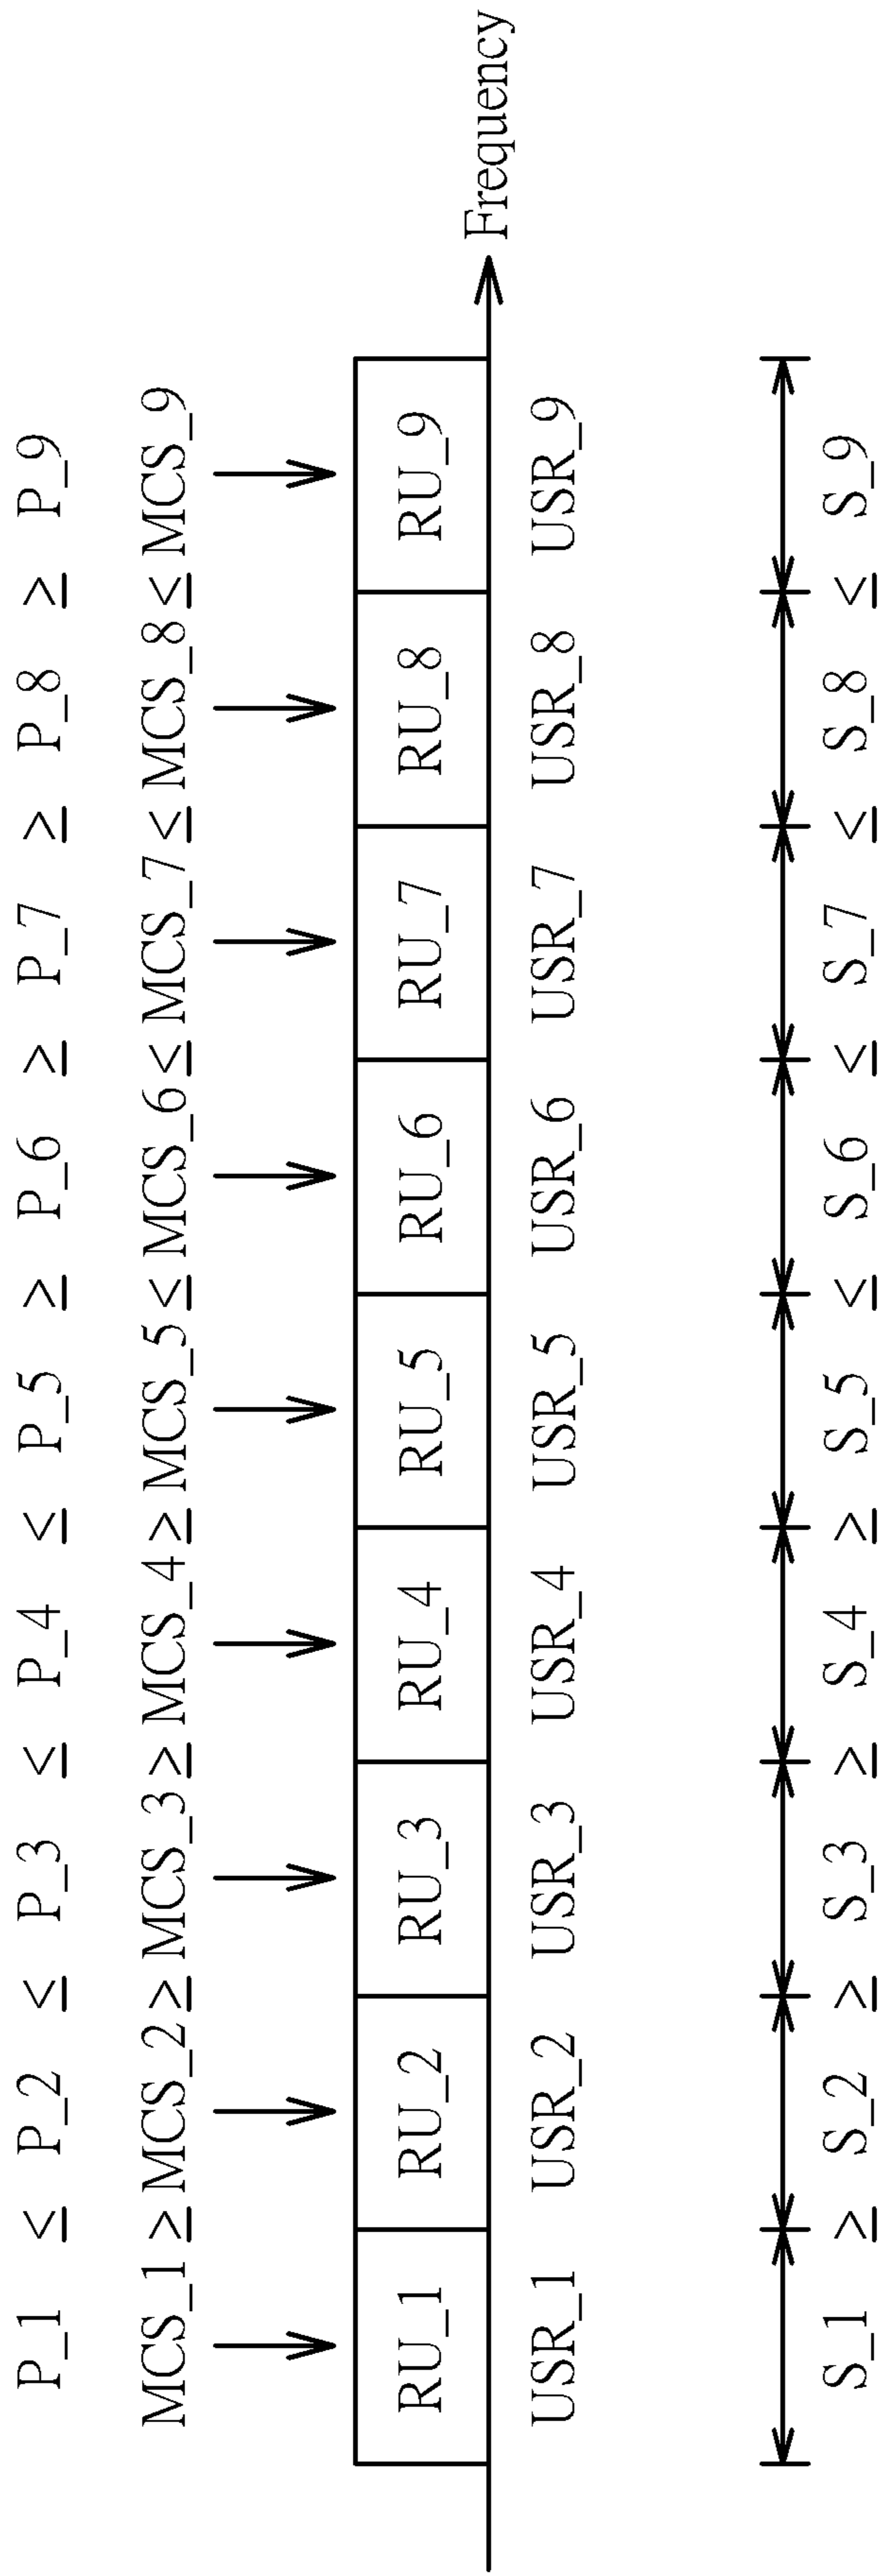 P_1 ≤ P_2 ≤ P_3 ≤ P_4 ≤ P_5 ≥ P_6 ≥ P_7 ≥ P_8 ≥ P_9
MCS_1 ≥ MCS_2 ≥ MCS_3 ≥ MCS_4 ≥ MCS_5 ≤ MCS_6 ≤ MCS_7 ≤ MCS_8 ≤ MCS_9
RU_1 RU_2 RU_3 RU_4 RU_5 RU_6 RU_7 RU_8 RU_9
Frequency
USR_1 USR_2 USR_3 USR_4 USR_5 USR_6 USR_7 USR_8 USR_9
S_1 ≥ S_2 ≥ S_3 ≥ S_4 ≥ S_5 ≤ S_6 ≤ S_7 ≤ S_8 ≤ S_9